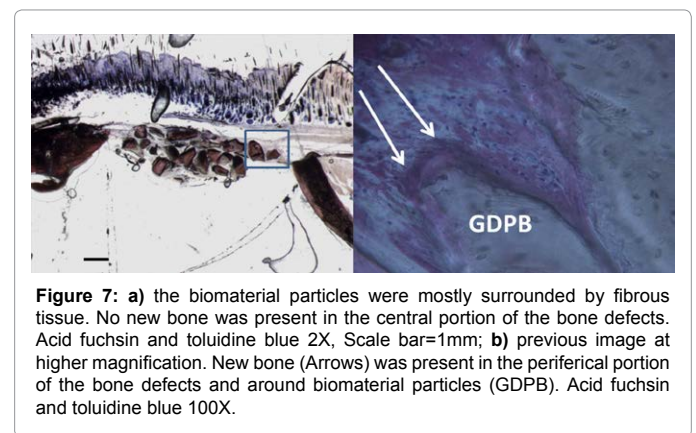 GDPB
Figure 7: a) the biomaterial particles were mostly surrounded by fibrous
tissue. No new bone was present in the central portion of the bone defects.
Acid fuchsin and toluidine blue 2X, Scale bar=1mm; b) previous image at
higher magnification. New bone (Arrows) was present in the periferical portion
of the bone defects and around biomaterial particles (GDPB). Acid fuchsin
and toluidine blue 100X.